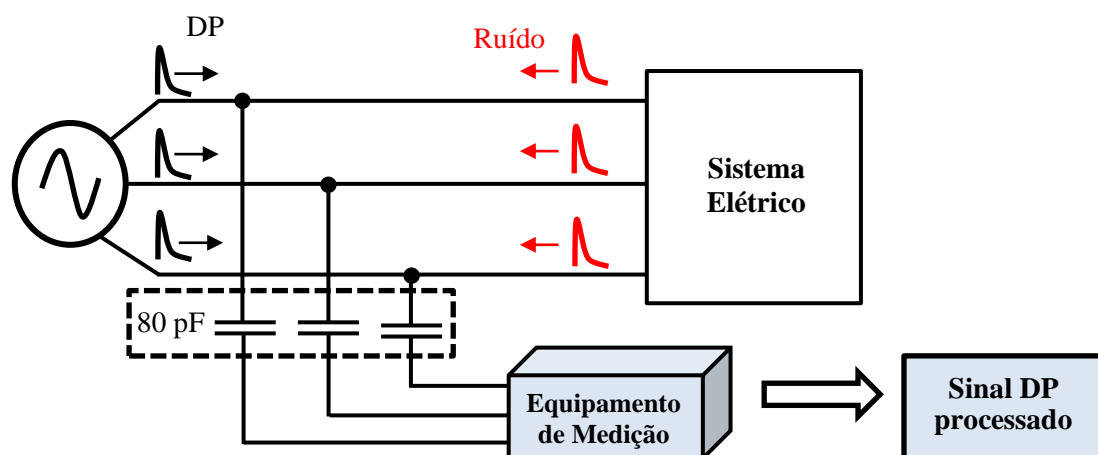 DP
Ruído
Sistema
Elétrico
80 pF
Equipamento
de Medição
Sinal DP
processado